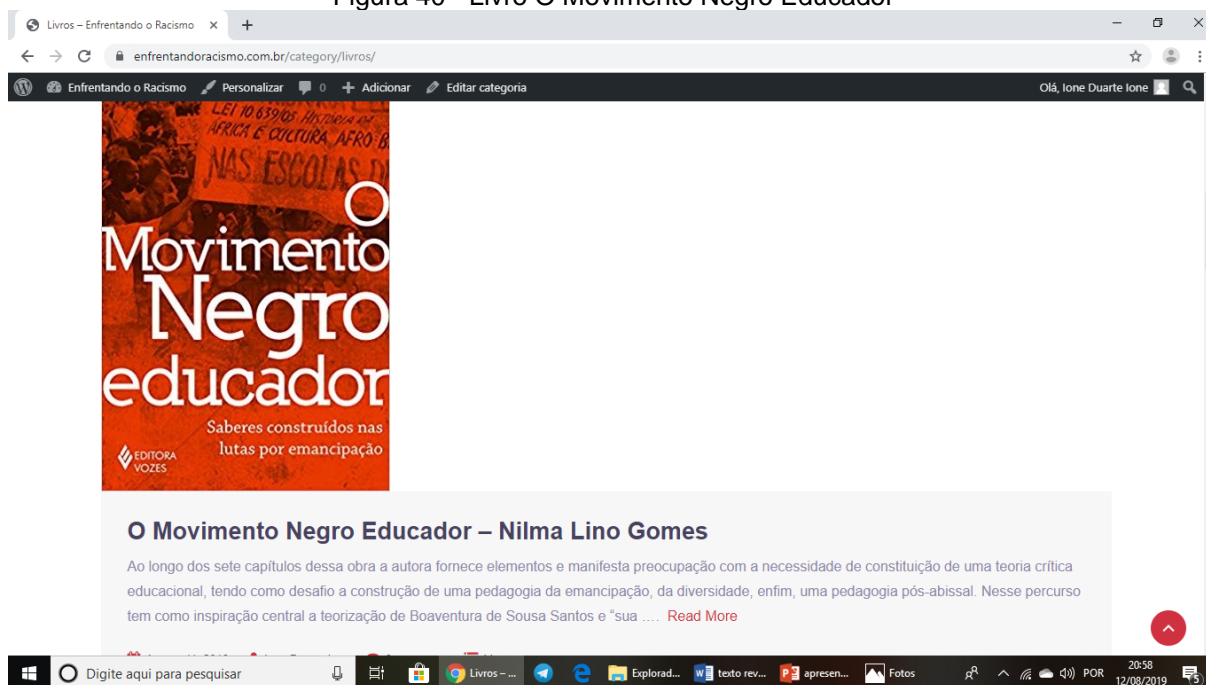 Figura 40 - Livro O Movimento Negro Educador
Livros – Enfrentando o Racismo
enfrentandoracismo.com.br/category/livros/
Enfrentando o Racismo Personalizar 0 Adicionar Editar categoria Olá, Ione Duarte Ione
LEI 10639/03 HISTÓRIA DA
AFRICA E CULTURA AFRO B
NAS ESCOLAS D
O
Movimento
Negro
educador
Saberes construídos nas
lutas por emancipação
EDITORA
VOZES
O Movimento Negro Educador – Nilma Lino Gomes
Ao longo dos sete capítulos dessa obra a autora fornece elementos e manifesta preocupação com a necessidade de constituição de uma teoria crítica
educacional, tendo como desafio a construção de uma pedagogia da emancipação, da diversidade, enfim, uma pedagogia pós-abissal. Nesse percurso
tem como inspiração central a teorização de Boaventura de Sousa Santos e “sua …. Read More
Digite aqui para pesquisar Livros – ... Explorad... texto rev... apresen... Fotos POR 20:58
12/08/2019 5